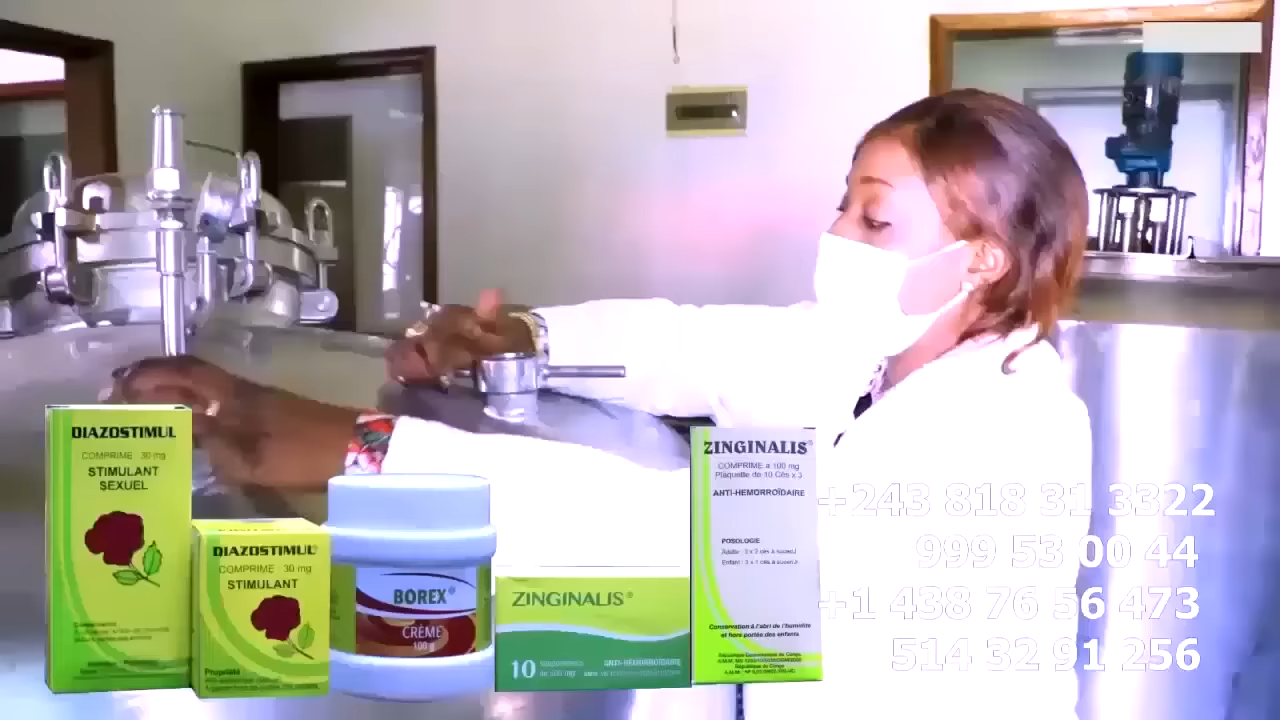 DIAZOSTIMUL
COMPRIME 30 mg
STIMULANT
SEXUEL
DIAZOSTIMUL
COMPRIME 30 mg
STIMULANT
Propriété
BOREX®
CRÈME
100 g
ZINGINALIS®
10
ANTI-HÉMORROÏDAIRE
ZINGINALIS®
COMPRIME a 100 mg
Plaquette de 10 Cés x 3
ANTI-HEMORROÏDAIRE
POSOLOGIE
Conservation à l'abri de l'humidité
et hors portée des enfants
+243 818 31 3322
999 53 00 44
+1 438 76 56 473
514 32 91 256